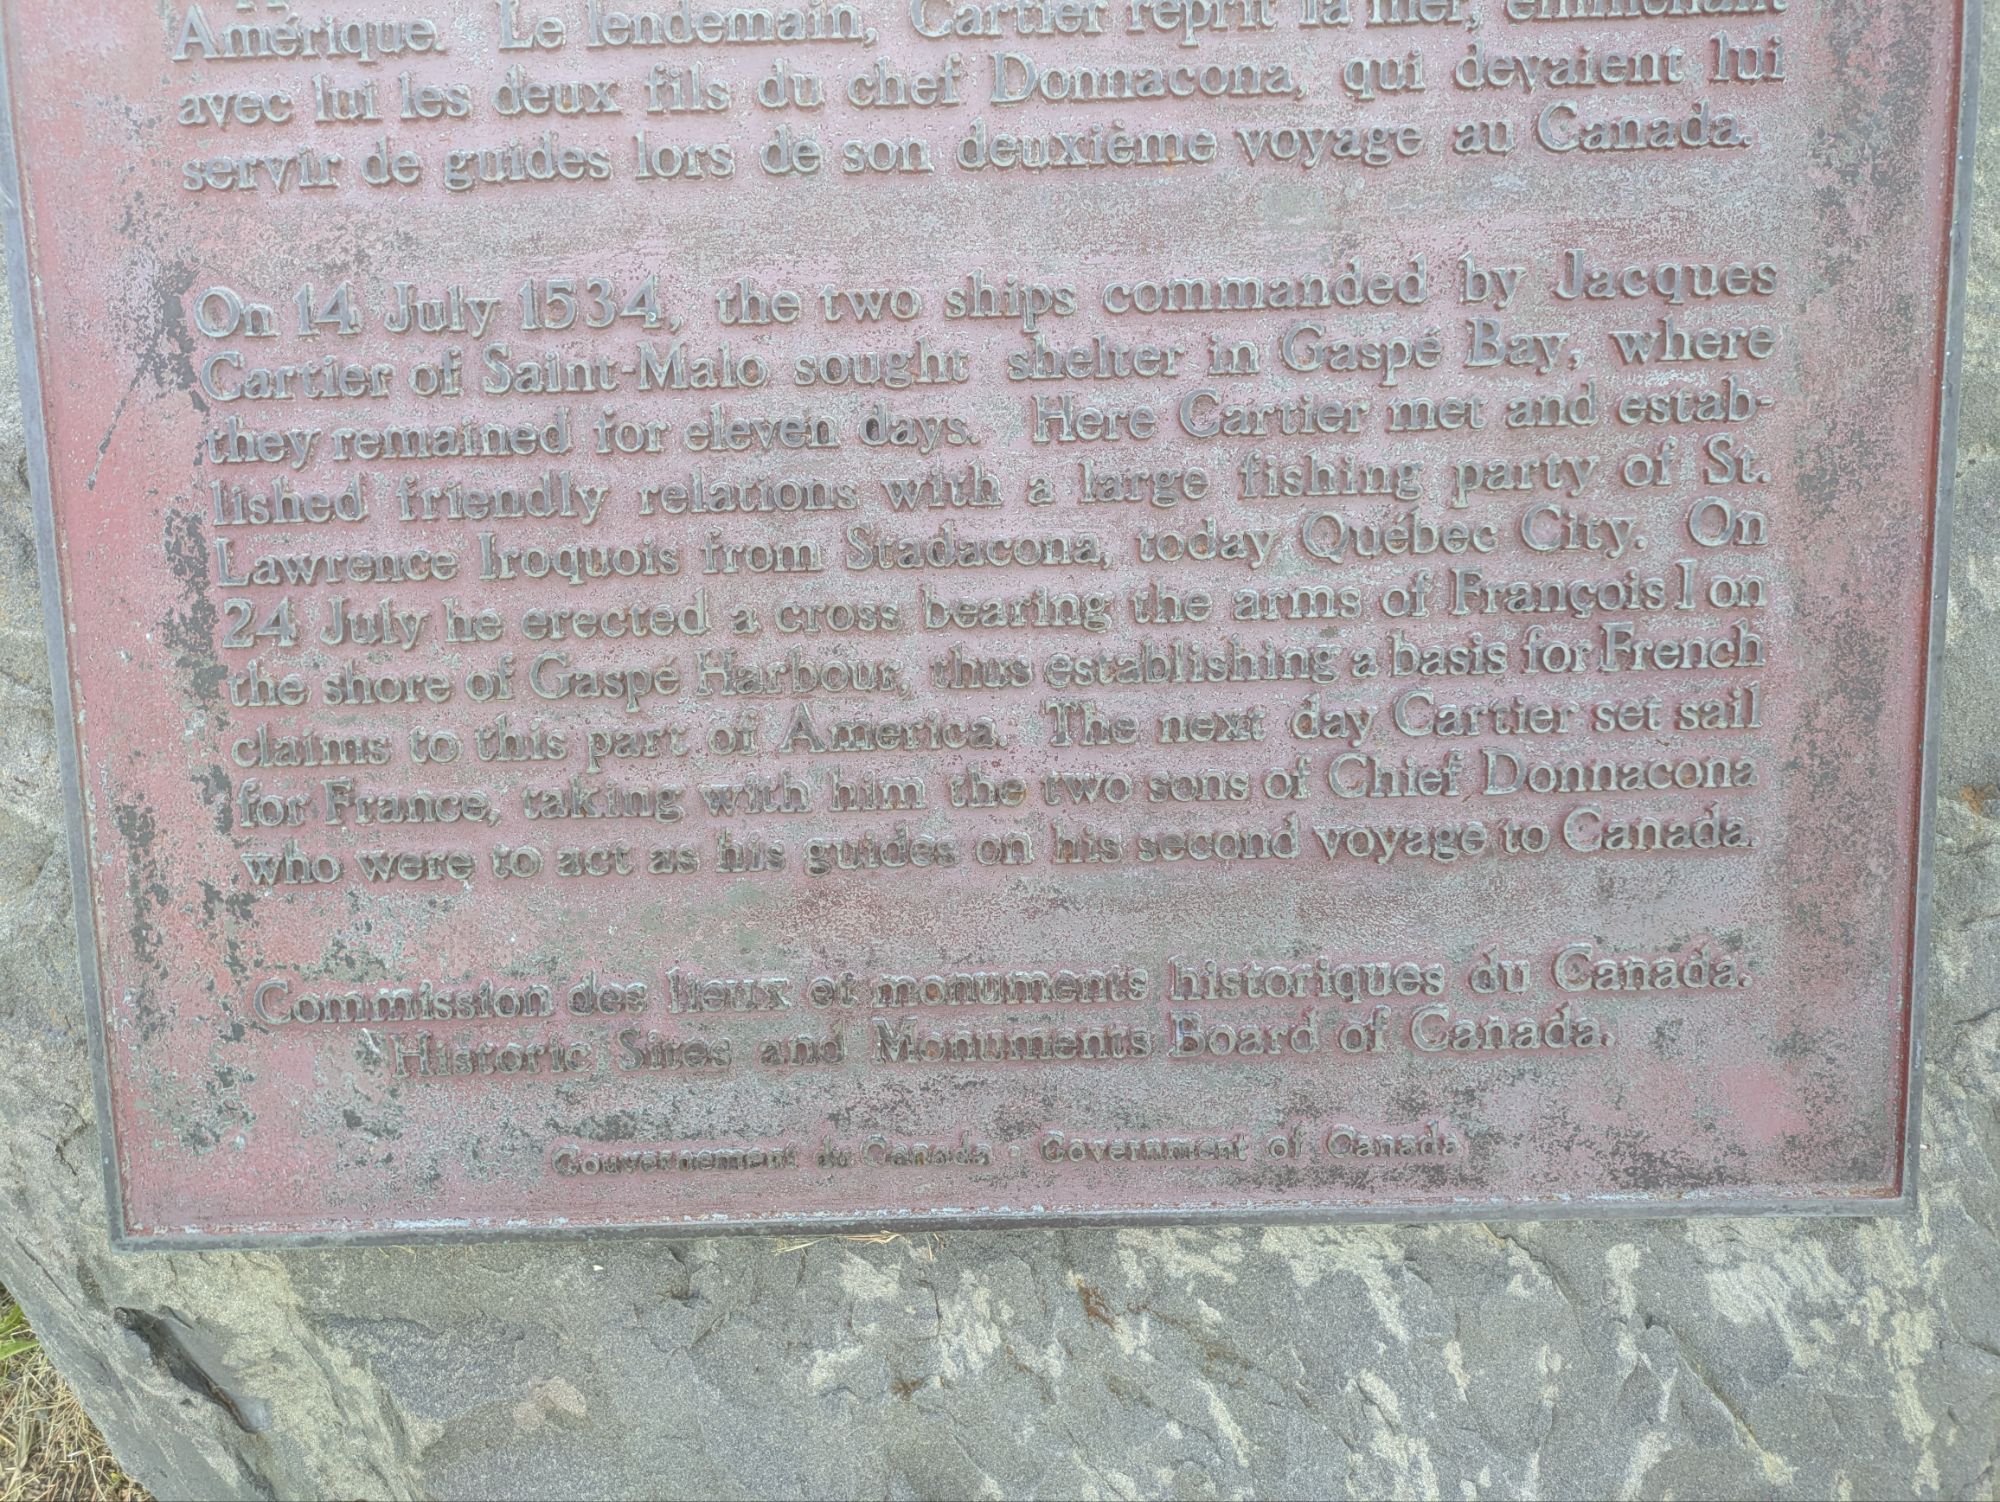 Amérique. Le lendemain, Cartier reprit la mer, emmenant
avec lui les deux fils du chef Donnacona, qui devaient lui
servir de guides lors de son deuxième voyage au Canada.
On 14 July 1534, the two ships commanded by Jacques
Cartier of Saint-Malo sought shelter in Gaspé Bay, where
they remained for eleven days. Here Cartier met and estab-
lished friendly relations with a large fishing party of St.
Lawrence Iroquois from Stadacona, today Québec City. On
24 July he erected a cross bearing the arms of François I on
the shore of Gaspé Harbour, thus establishing a basis for French
claims to this part of America. The next day Cartier set sail
for France, taking with him the two sons of Chief Donnacona
who were to act as his guides on his second voyage to Canada.
Commission des lieux et monuments historiques du Canada.
Historic Sites and Monuments Board of Canada.
Gouvernement du Canada · Government of Canada